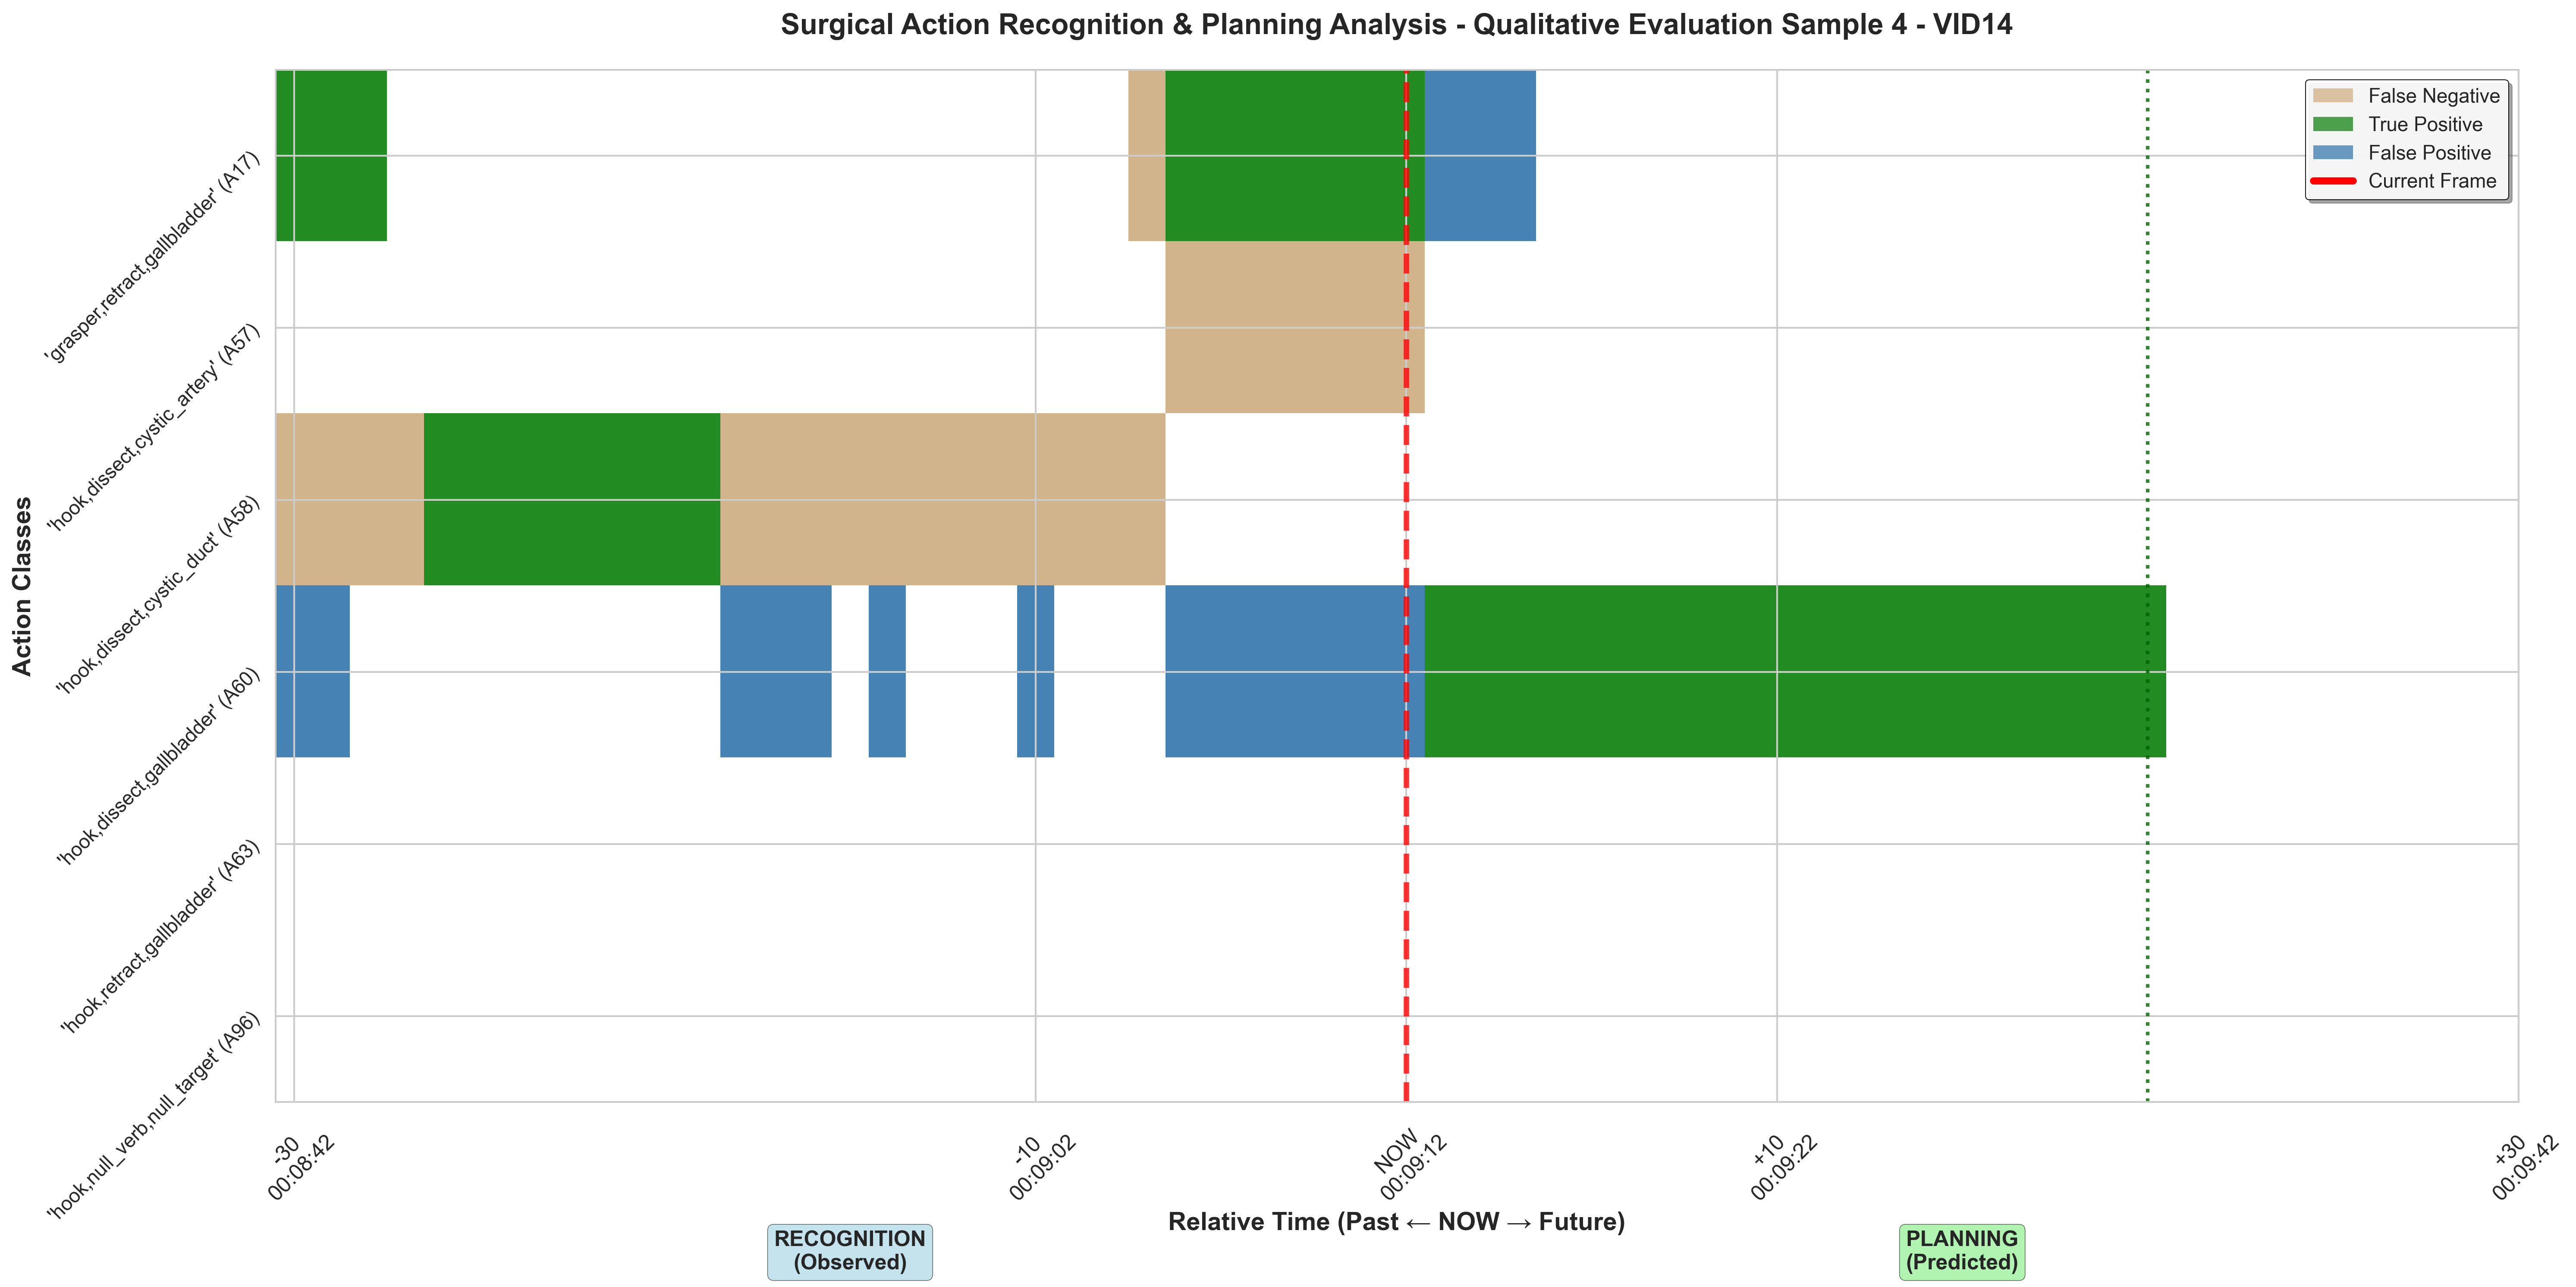 Surgical Action Recognition & Planning Analysis - Qualitative Evaluation Sample 4 - VID14
False Negative
True Positive
False Positive
Current Frame
Action Classes
'grasper,retract,gallbladder' (A17)
'hook,dissect,cystic_artery' (A57)
'hook,dissect,cystic_duct' (A58)
'hook,dissect,gallbladder' (A60)
'hook,retract,gallbladder' (A63)
'hook,null_verb,null_target' (A96)
-30
00:08:42
-10
00:09:02
NOW
00:09:12
+10
00:09:22
+30
00:09:42
Relative Time (Past ← NOW → Future)
RECOGNITION
(Observed)
PLANNING
(Predicted)